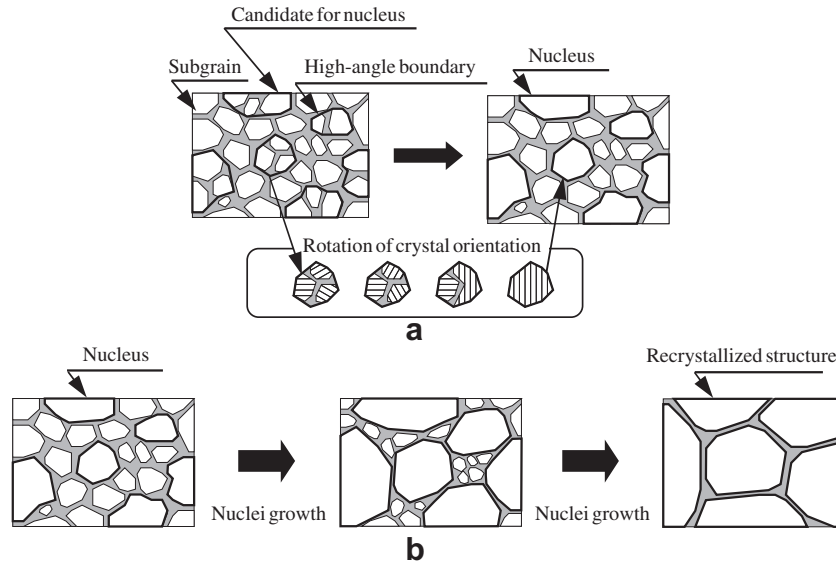 Candidate for nucleus
Subgrain
High-angle boundary
Nucleus
Rotation of crystal orientation
a
Nucleus
Recrystallized structure
Nuclei growth
Nuclei growth
b